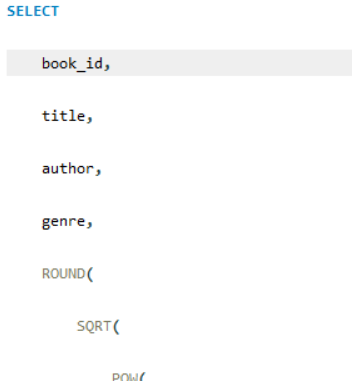 SELECT
book_id,
title,
author,
genre,
ROUND(
SQRT(
POW(